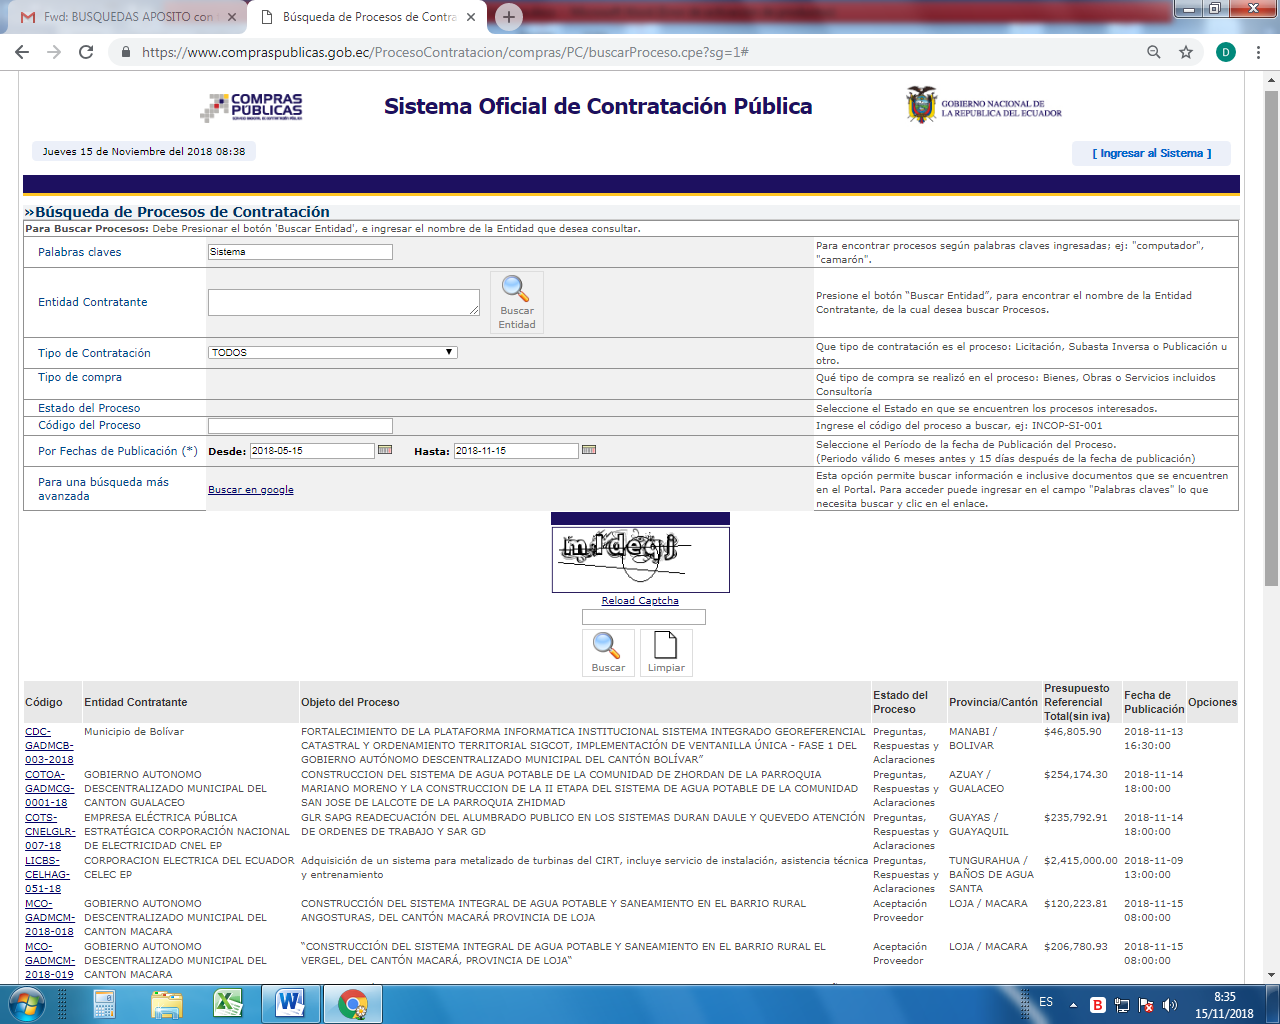 Fwd: BUSQUEDAS APOSITO con
Búsqueda de Procesos de Contra
https://www.compraspublicas.gob.ec/ProcesoContratacion/compras/PC/buscarProceso.cpe?sg=1#
D
COMPRAS PÚBLICAS
Sistema Oficial de Contratación Pública
GOBIERNO NACIONAL DE
LA REPUBLICA DEL ECUADOR
Jueves 15 de Noviembre del 2018 08:38
[ Ingresar al Sistema ]
»Búsqueda de Procesos de Contratación
Para Buscar Procesos: Debe Presionar el botón 'Buscar Entidad', e ingresar el nombre de la Entidad que desea consultar.
Palabras claves
Sistema
Para encontrar procesos según palabras claves ingresadas; ej: "computador",
"camarón".
Entidad Contratante
Buscar
Entidad
Presione el botón “Buscar Entidad”, para encontrar el nombre de la Entidad
Contratante, de la cual desea buscar Procesos.
Tipo de Contratación
TODOS
Que tipo de contratación es el proceso: Licitación, Subasta Inversa o Publicación u
otro.
Tipo de compra
Qué tipo de compra se realizó en el proceso: Bienes, Obras o Servicios incluidos
Consultoría
Estado del Proceso
Seleccione el Estado en que se encuentren los procesos interesados.
Código del Proceso
Ingrese el código del proceso a buscar, ej: INCOP-SI-001
Por Fechas de Publicación (*)
Desde: 2018-05-15
Hasta: 2018-11-15
Seleccione el Período de la fecha de Publicación del Proceso.
(Periodo válido 6 meses antes y 15 días después de la fecha de publicación)
Para una búsqueda más
avanzada
Buscar en google
Esta opción permite buscar información e inclusive documentos que se encuentren
en el Portal. Para acceder puede ingresar en el campo "Palabras claves" lo que
necesita buscar y clic en el enlace.
Reload Captcha
Buscar
Limpiar
Código
Entidad Contratante
Objeto del Proceso
Estado del
Proceso
Provincia/Cantón
Presupuesto
Referencial
Total(sin iva)
Fecha de
Publicación
Opciones
CDC-
GADMCB-
003-2018
Municipio de Bolívar
FORTALECIMIENTO DE LA PLATAFORMA INFORMATICA INSTITUCIONAL SISTEMA INTEGRADO GEOREFERENCIAL
CATASTRAL Y ORDENAMIENTO TERRITORIAL SIGCOT, IMPLEMENTACIÓN DE VENTANILLA ÚNICA - FASE 1 DEL
GOBIERNO AUTÓNOMO DESCENTRALIZADO MUNICIPAL DEL CANTÓN BOLÍVAR”
Preguntas,
Respuestas y
Aclaraciones
MANABI /
BOLIVAR
$46,805.90
2018-11-13
16:30:00
COTOA-
GADMCG-
0001-18
GOBIERNO AUTONOMO
DESCENTRALIZADO MUNICIPAL DEL
CANTON GUALACEO
CONSTRUCCION DEL SISTEMA DE AGUA POTABLE DE LA COMUNIDAD DE ZHORDAN DE LA PARROQUIA
MARIANO MORENO Y LA CONSTRUCCION DE LA II ETAPA DEL SISTEMA DE AGUA POTABLE DE LA COMUNIDAD
SAN JOSE DE LALCOTE DE LA PARROQUIA ZHIDMAD
Preguntas,
Respuestas y
Aclaraciones
AZUAY /
GUALACEO
$254,174.30
2018-11-14
18:00:00
COTS-
CNELGLR-
007-18
EMPRESA ELÉCTRICA PÚBLICA
ESTRATÉGICA CORPORACIÓN NACIONAL
DE ELECTRICIDAD CNEL EP
GLR SAPG READECUACIÓN DEL ALUMBRADO PUBLICO EN LOS SISTEMAS DURAN DAULE Y QUEVEDO ATENCIÓN
DE ORDENES DE TRABAJO Y SAR GD
Preguntas,
Respuestas y
Aclaraciones
GUAYAS /
GUAYAQUIL
$235,792.91
2018-11-14
18:00:00
LICBS-
CELHAG-
051-18
CORPORACION ELECTRICA DEL ECUADOR
CELEC EP
Adquisición de un sistema para metalizado de turbinas del CIRT, incluye servicio de instalación, asistencia técnica
y entrenamiento
Preguntas,
Respuestas y
Aclaraciones
TUNGURAHUA /
BAÑOS DE AGUA
SANTA
$2,415,000.00
2018-11-09
13:00:00
MCO-
GADMCM-
2018-018
GOBIERNO AUTONOMO
DESCENTRALIZADO MUNICIPAL DEL
CANTON MACARA
CONSTRUCCIÓN DEL SISTEMA INTEGRAL DE AGUA POTABLE Y SANEAMIENTO EN EL BARRIO RURAL
ANGOSTURAS, DEL CANTÓN MACARÁ PROVINCIA DE LOJA
Aceptación
Proveedor
LOJA / MACARA
$120,223.81
2018-11-15
08:00:00
MCO-
GADMCM-
2018-019
GOBIERNO AUTONOMO
DESCENTRALIZADO MUNICIPAL DEL
CANTON MACARA
“CONSTRUCCIÓN DEL SISTEMA INTEGRAL DE AGUA POTABLE Y SANEAMIENTO EN EL BARRIO RURAL EL
VERGEL, DEL CANTÓN MACARÁ, PROVINCIA DE LOJA“
Aceptación
Proveedor
LOJA / MACARA
$206,780.93
2018-11-15
08:00:00
ES
8:35
15/11/2018